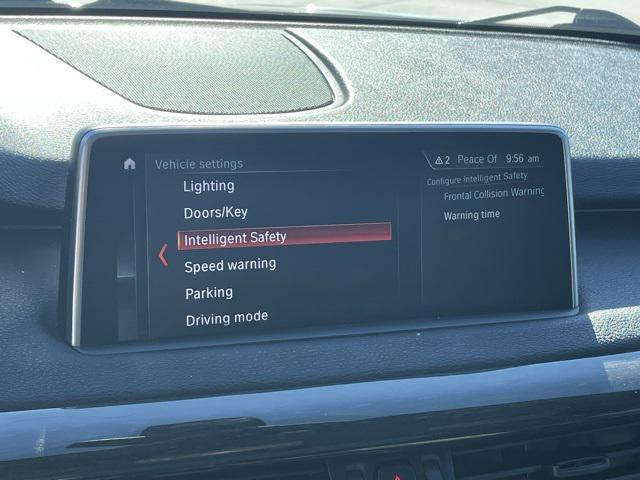 Vehicle settings
2 Peace Of 9:56 am
Lighting
Doors/Key
Intelligent Safety
Speed warning
Parking
Driving mode
Configure Intelligent Safety
Frontal Collision Warning
Warning time